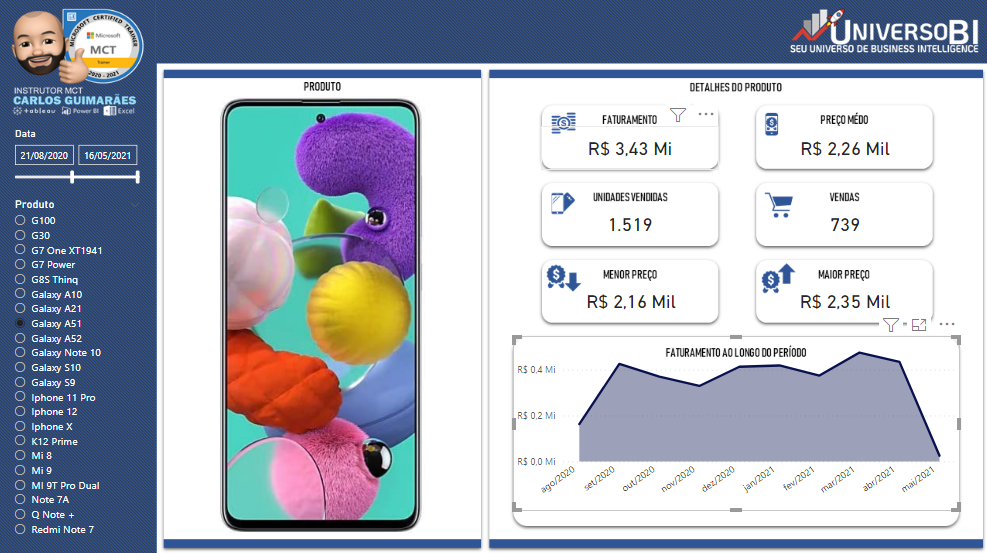 MICROSOFT CERTIFIED TRAINER
Microsoft
MCT
Trainer
2020 - 2021
INSTRUTOR MCT
CARLOS GUIMARÃES
+ a b l e a u Power BI Excel
Data
21/08/2020 16/05/2021
Produto
G100
G30
G7 One XT1941
G7 Power
G8S Thinq
Galaxy A10
Galaxy A21
Galaxy A51
Galaxy A52
Galaxy Note 10
Galaxy S10
Galaxy S9
Iphone 11 Pro
Iphone 12
Iphone X
K12 Prime
Mi 8
Mi 9
MI 9T Pro Dual
Note 7A
Q Note +
Redmi Note 7
UNIVERSOBI
SEU UNIVERSO DE BUSINESS INTELLIGENCE
PRODUTO
DETALHES DO PRODUTO
FATURAMENTO
R$ 3,43 Mi
PREÇO MÉDO
R$ 2,26 Mil
UNIDADES VENDIDAS
1.519
VENDAS
739
MENOR PREÇO
R$ 2,16 Mil
MAIOR PREÇO
R$ 2,35 Mil
FATURAMENTO AO LONGO DO PERÍODO
R$ 0,4 Mi
R$ 0,2 Mi
R$ 0,0 Mi
ago/2020 set/2020 out/2020 nov/2020 dez/2020 jan/2021 fev/2021 mar/2021 abr/2021 mai/2021